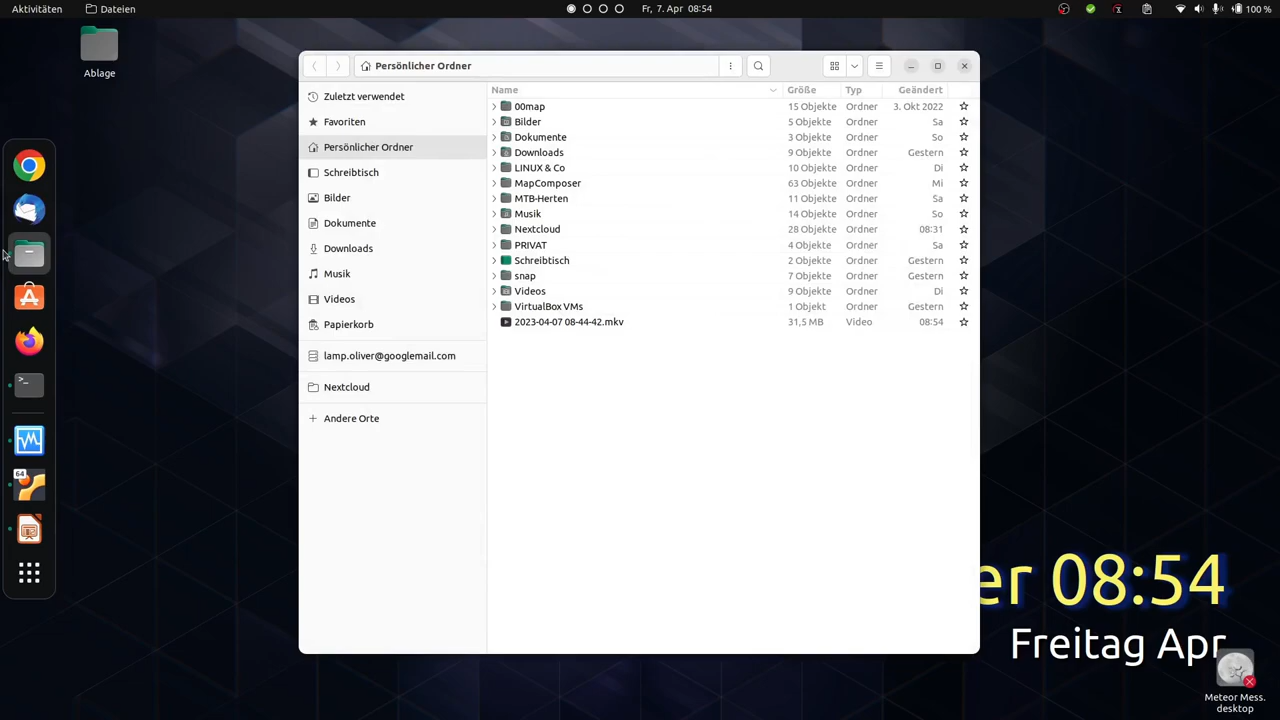 Aktivitäten Dateien Fr, 7. Apr 08:54 100 %
Ablage
Persönlicher Ordner
Zuletzt verwendet
Favoriten
Persönlicher Ordner
Schreibtisch
Bilder
Dokumente
Downloads
Musik
Videos
Papierkorb
lamp.oliver@googlemail.com
Nextcloud
Andere Orte
Name Größe Typ Geändert
00map 15 Objekte Ordner 3. Okt 2022
Bilder 5 Objekte Ordner Sa
Dokumente 3 Objekte Ordner So
Downloads 9 Objekte Ordner Gestern
LINUX & Co 10 Objekte Ordner Di
MapComposer 63 Objekte Ordner Mi
MTB-Herten 11 Objekte Ordner Sa
Musik 14 Objekte Ordner So
Nextcloud 28 Objekte Ordner 08:31
PRIVAT 4 Objekte Ordner Sa
Schreibtisch 2 Objekte Ordner Gestern
snap 7 Objekte Ordner Gestern
Videos 9 Objekte Ordner Di
VirtualBox VMs 1 Objekt Ordner Gestern
2023-04-07 08-44-42.mkv 31,5 MB Video 08:54
64
er 08:54
Freitag Apr
Meteor Mess.
desktop